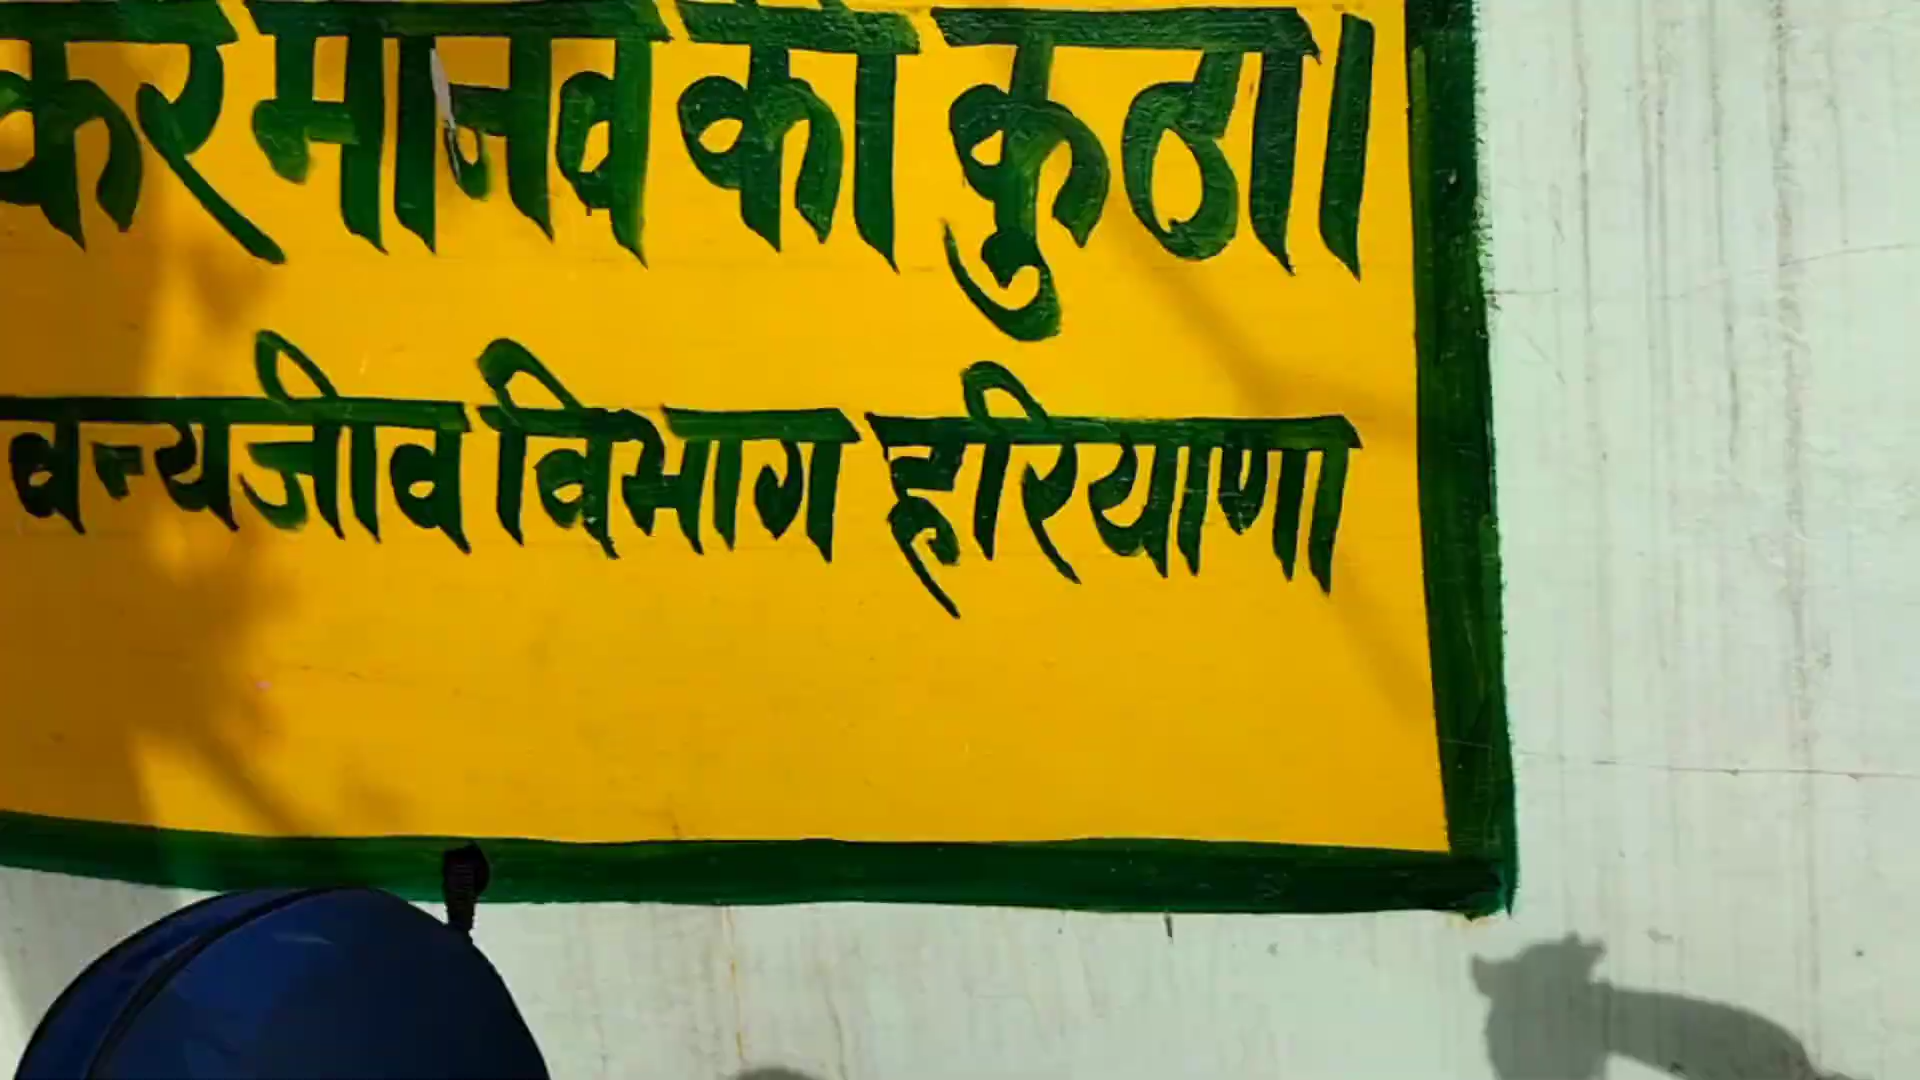 कर मानव की कुठा।
वन्यजीव विभाग हरियाणा